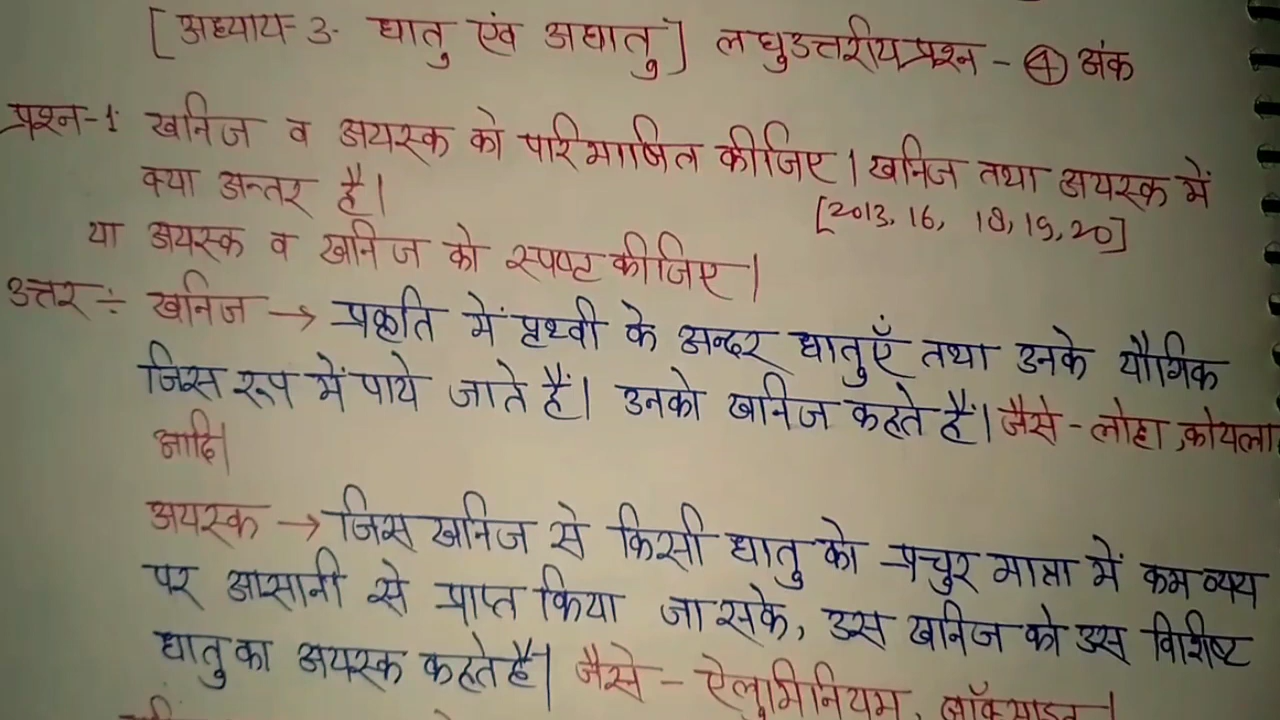 [अध्याय-3. धातु एवं अधातु] लघुउत्तरीय प्रश्न - ④ अंक
प्रश्न-1: खनिज व अयस्क को परिभाषित कीजिए। खनिज तथा अयस्क में
क्या अन्तर है।
[2013, 16, 18, 19, 20]
या अयस्क व खनिज को स्पष्ट कीजिए।
उत्तर ÷ खनिज → प्रकृति में पृथ्वी के अन्दर धातुएँ तथा उनके यौगिक
जिस रूप में पाये जाते हैं। उनको खनिज कहते हैं। जैसे - लोहा, कोयला
आदि।
अयस्क → जिस खनिज से किसी धातु को प्रचुर मात्रा में कम व्यय
पर आसानी से प्राप्त किया जा सके, उस खनिज को उस विशिष्ट
धातु का अयस्क कहते है। जैसे - ऐलुमिनियम, बॉक्साइट।